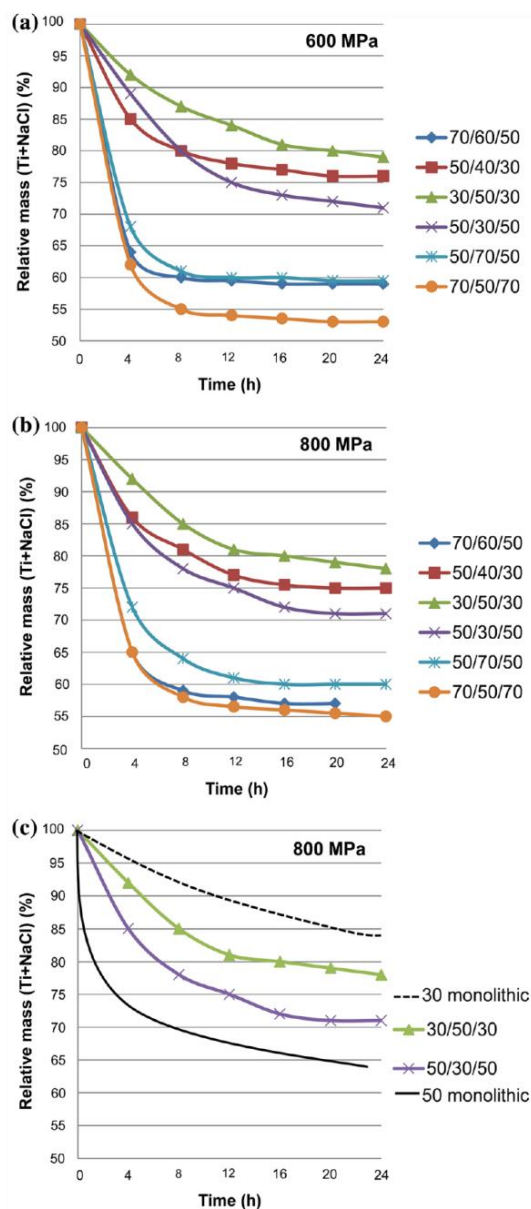 (a)
600 MPa
Relative mass (Ti+NaCl) (%)
100
95
90
85
80
75
70
65
60
55
50
0 4 8 12 16 20 24
Time (h)
70/60/50
50/40/30
30/50/30
50/30/50
50/70/50
70/50/70
(b)
800 MPa
Relative mass (Ti+NaCl) (%)
100
95
90
85
80
75
70
65
60
55
50
0 4 8 12 16 20 24
Time (h)
70/60/50
50/40/30
30/50/30
50/30/50
50/70/50
70/50/70
(c)
800 MPa
Relative mass (Ti+NaCl) (%)
100
95
90
85
80
75
70
65
60
55
50
0 4 8 12 16 20 24
Time (h)
30 monolithic
30/50/30
50/30/50
50 monolithic